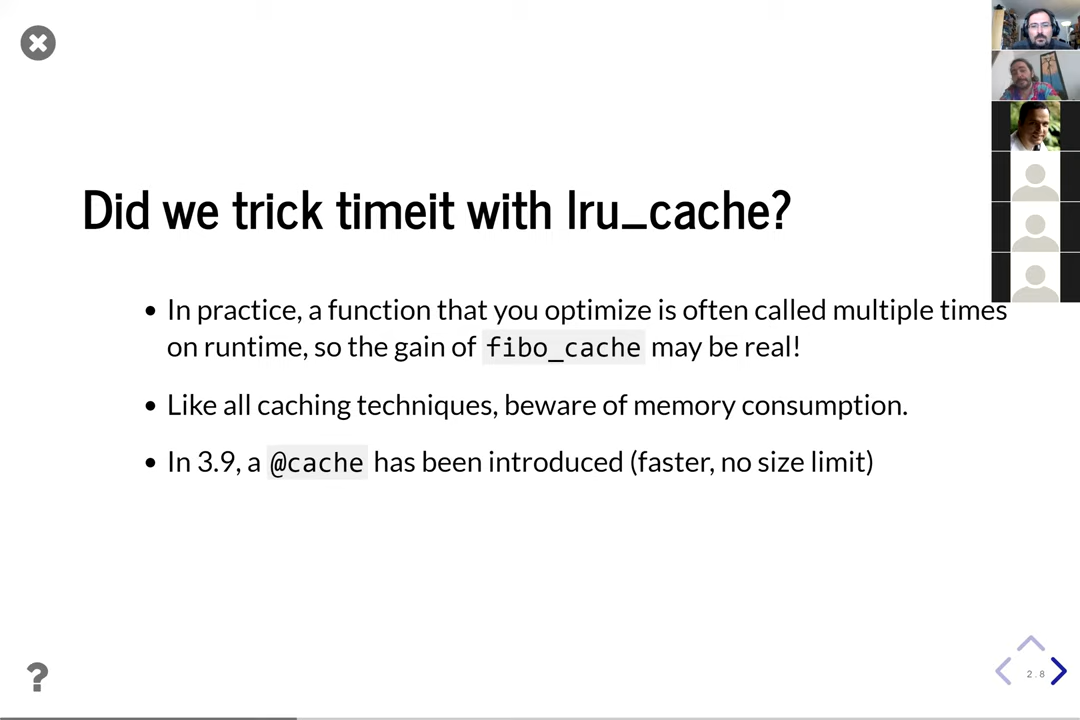 Did we trick timeit with lru_cache?
• In practice, a function that you optimize is often called multiple times
on runtime, so the gain of fibo_cache may be real!
• Like all caching techniques, beware of memory consumption.
• In 3.9, a @cache has been introduced (faster, no size limit)
?
2.8